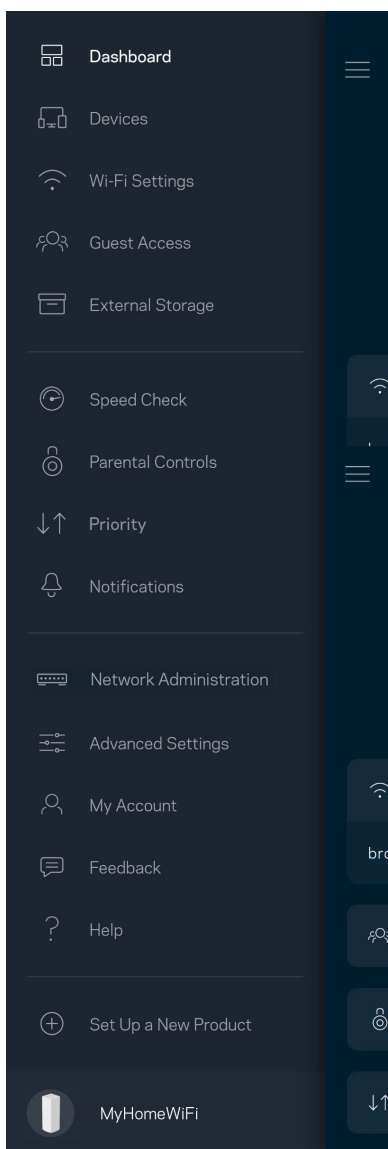 Dashboard
Devices
Wi-Fi Settings
Guest Access
External Storage
Speed Check
Parental Controls
Priority
Notifications
Network Administration
Advanced Settings
My Account
Feedback
bro
Help
Set Up a New Product
MyHomeWiFi